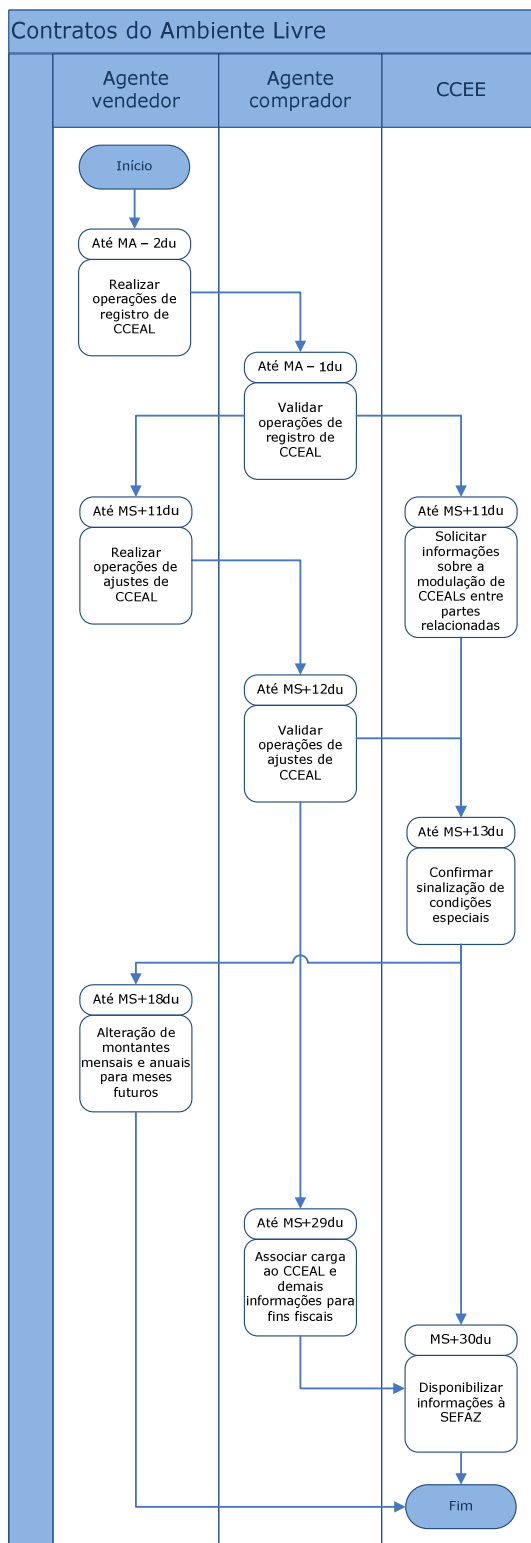 Contratos do Ambiente Livre
Agente
vendedor
Agente
comprador
CCEE
Início
Até MA – 2du
Realizar
operações de
registro de
CCEAL
Até MA – 1du
Validar
operações de
registro de
CCEAL
Até MS+11du
Realizar
operações de
ajustes de
CCEAL
Até MS+11du
Solicitar
informações
sobre a
modulação de
CCEALs entre
partes
relacionadas
Até MS+12du
Validar
operações de
ajustes de
CCEAL
Até MS+13du
Confirmar
sinalização de
condições
especiais
Até MS+18du
Alteração de
montantes
mensais e anuais
para meses
futuros
Até MS+29du
Associar carga
ao CCEAL e
demais
informações para
fins fiscais
MS+30du
Disponibilizar
informações à
SEFAZ
Fim